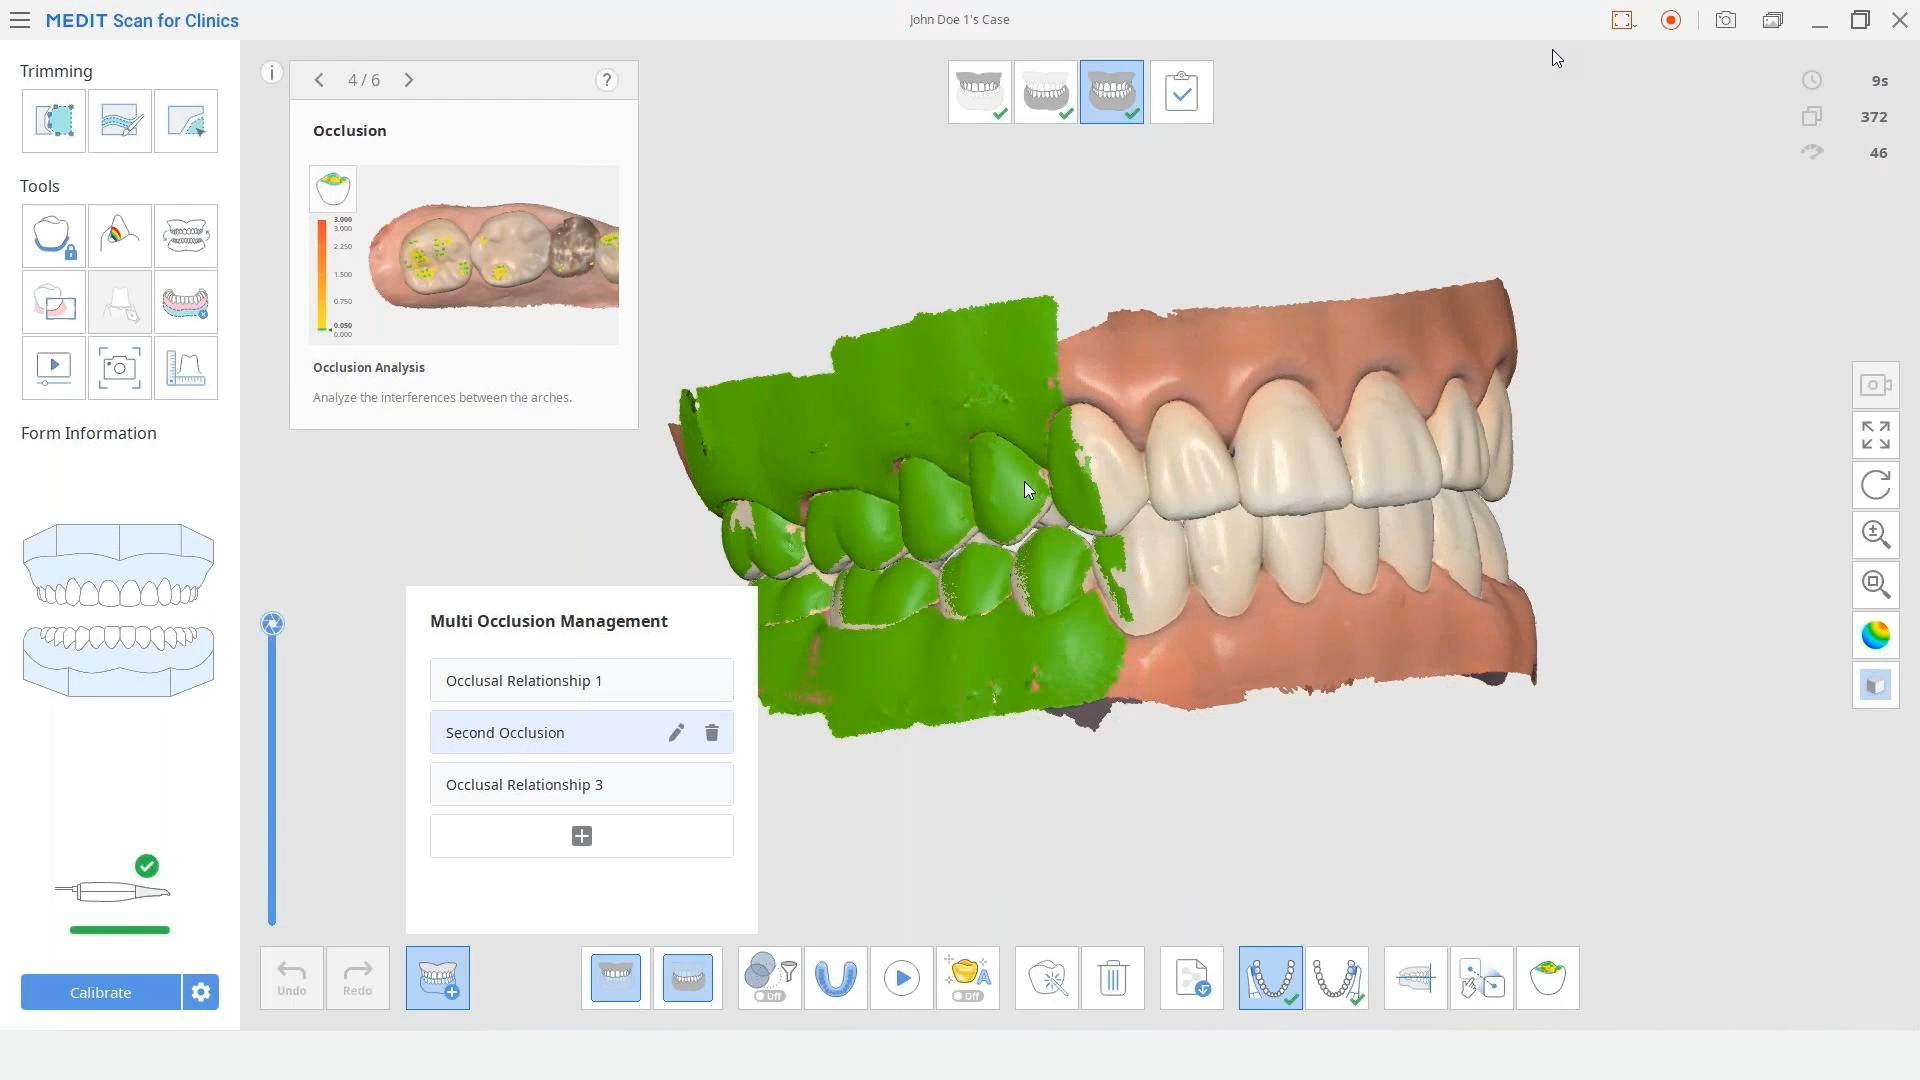 MEDIT Scan for Clinics
John Doe 1's Case
Trimming
Tools
Form Information
Calibrate
4 / 6
?
Occlusion
3.000
3.000
2.250
1.500
0.750
0.050
0.000
Occlusion Analysis
Analyze the interferences between the arches.
9s
372
46
Multi Occlusion Management
Occlusal Relationship 1
Second Occlusion
Occlusal Relationship 3
Undo
Redo
Off
A
Off